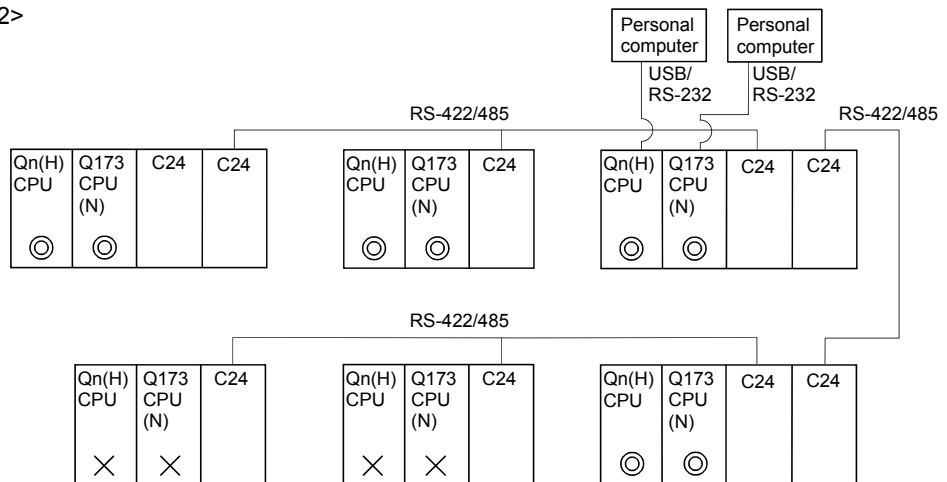 2>
Personal
computer
Personal
computer
USB/
RS-232
USB/
RS-232
RS-422/485
RS-422/485
Qn(H)
CPU
Q173
CPU
(N)
C24
C24
Qn(H)
CPU
Q173
CPU
(N)
C24
Qn(H)
CPU
Q173
CPU
(N)
C24
C24
RS-422/485
Qn(H)
CPU
Q173
CPU
(N)
C24
Qn(H)
CPU
Q173
CPU
(N)
C24
Qn(H)
CPU
Q173
CPU
(N)
C24
C24